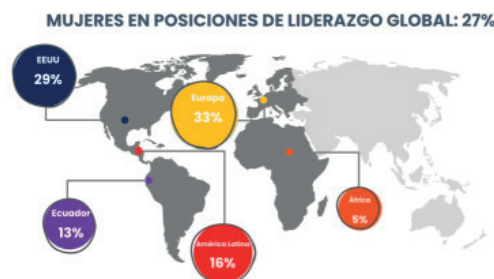 MUJERES EN POSICIONES DE LIDERAZGO GLOBAL: 27%
EEUU
29%
Europa
33%
Ecuador
13%
América Latina
16%
África
5%